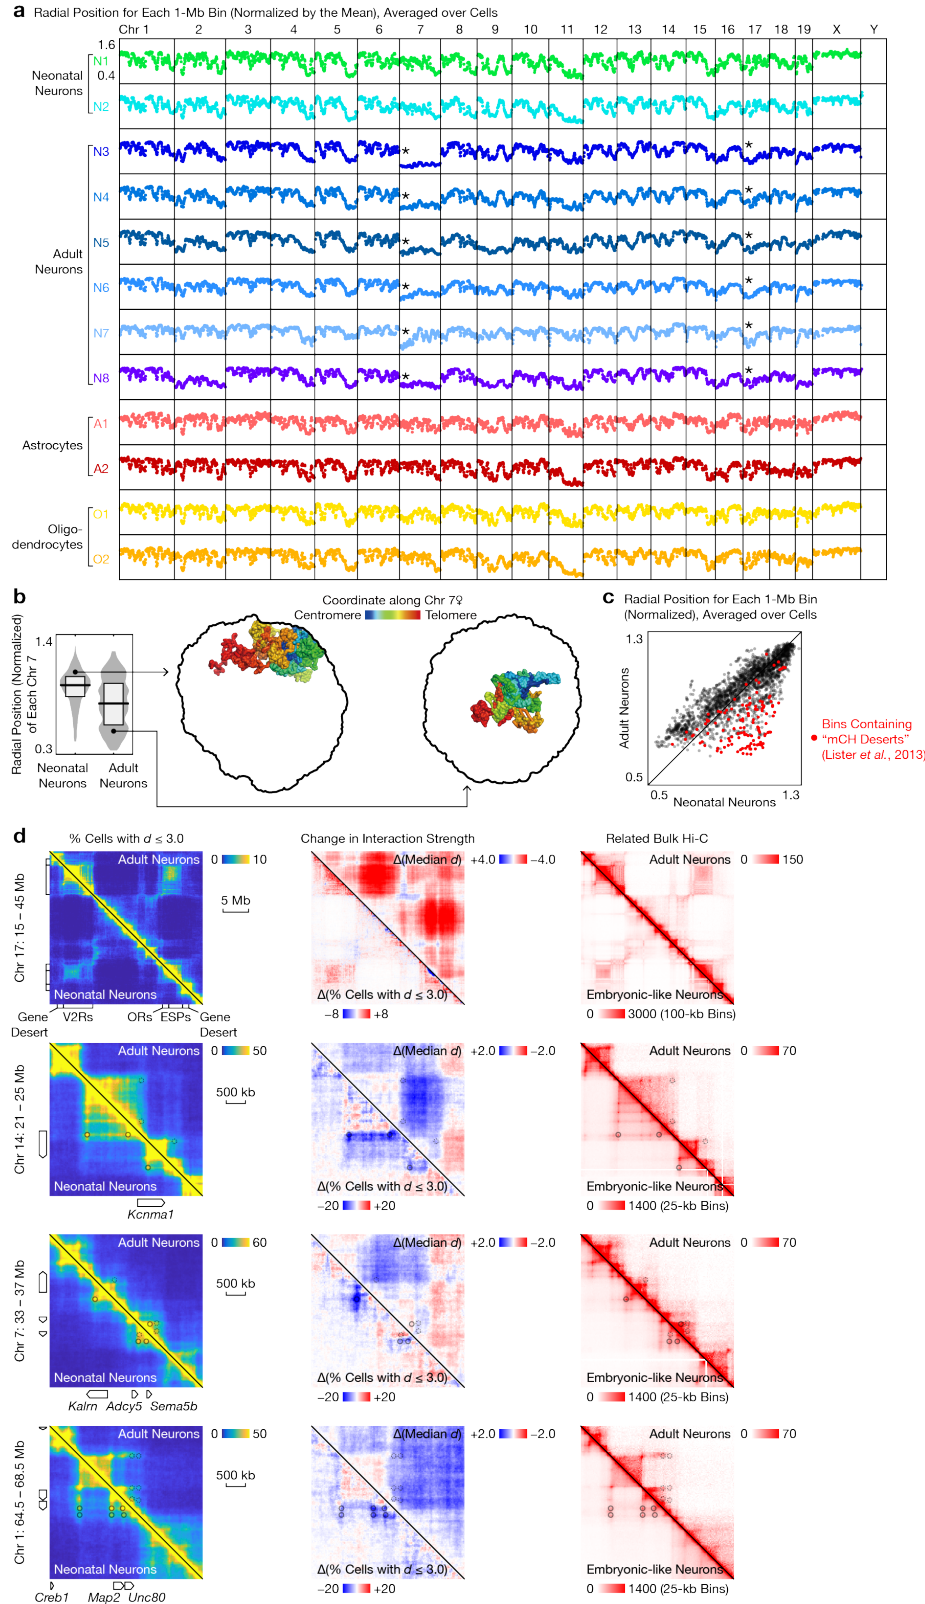 a Radial Position for Each 1-Mb Bin (Normalized by the Mean), Averaged over Cells
Chr 1 2 3 4 5 6 7 8 9 10 11 12 13 14 15 16 17 18 19 X Y
1.6
0.4
Neonatal
Neurons
N1
N2
Adult
Neurons
N3
* *
N4
* *
N5
* *
N6
* *
N7
* *
N8
* *
Astrocytes
A1
A2
Oligo-
dendrocytes
O1
O2
b
Radial Position (Normalized)
of Each Chr 7
1.4
0.3
Neonatal
Neurons
Adult
Neurons
Coordinate along Chr 7♀
Centromere Telomere
c Radial Position for Each 1-Mb Bin
(Normalized), Averaged over Cells
Adult Neurons
1.3
0.5
0.5 1.3
Neonatal Neurons
Bins Containing
“mCH Deserts”
(Lister et al., 2013)
d
% Cells with d ≤ 3.0
Change in Interaction Strength
Related Bulk Hi-C
Chr 17: 15 – 45 Mb
Adult Neurons
0 10
5 Mb
Neonatal Neurons
Gene
Desert
V2Rs
ORs
ESPs
Gene
Desert
Δ(Median d)
+4.0 −4.0
Δ(% Cells with d ≤ 3.0)
−8 +8
Adult Neurons
0 150
Embryonic-like Neurons
0 3000 (100-kb Bins)
Chr 14: 21 – 25 Mb
Adult Neurons
0 50
500 kb
Neonatal Neurons
Kcnma1
Δ(Median d)
+2.0 −2.0
Δ(% Cells with d ≤ 3.0)
−20 +20
Adult Neurons
0 70
Embryonic-like Neurons
0 1400 (25-kb Bins)
Chr 7: 33 – 37 Mb
Adult Neurons
0 60
500 kb
Neonatal Neurons
Kalrn Adcy5 Sema5b
Δ(Median d)
+2.0 −2.0
Δ(% Cells with d ≤ 3.0)
−20 +20
Adult Neurons
0 70
Embryonic-like Neurons
0 1400 (25-kb Bins)
Chr 1: 64.5 – 68.5 Mb
Adult Neurons
0 50
500 kb
Neonatal Neurons
Creb1 Map2 Unc80
Δ(Median d)
+2.0 −2.0
Δ(% Cells with d ≤ 3.0)
−20 +20
Adult Neurons
0 70
Embryonic-like Neurons
0 1400 (25-kb Bins)